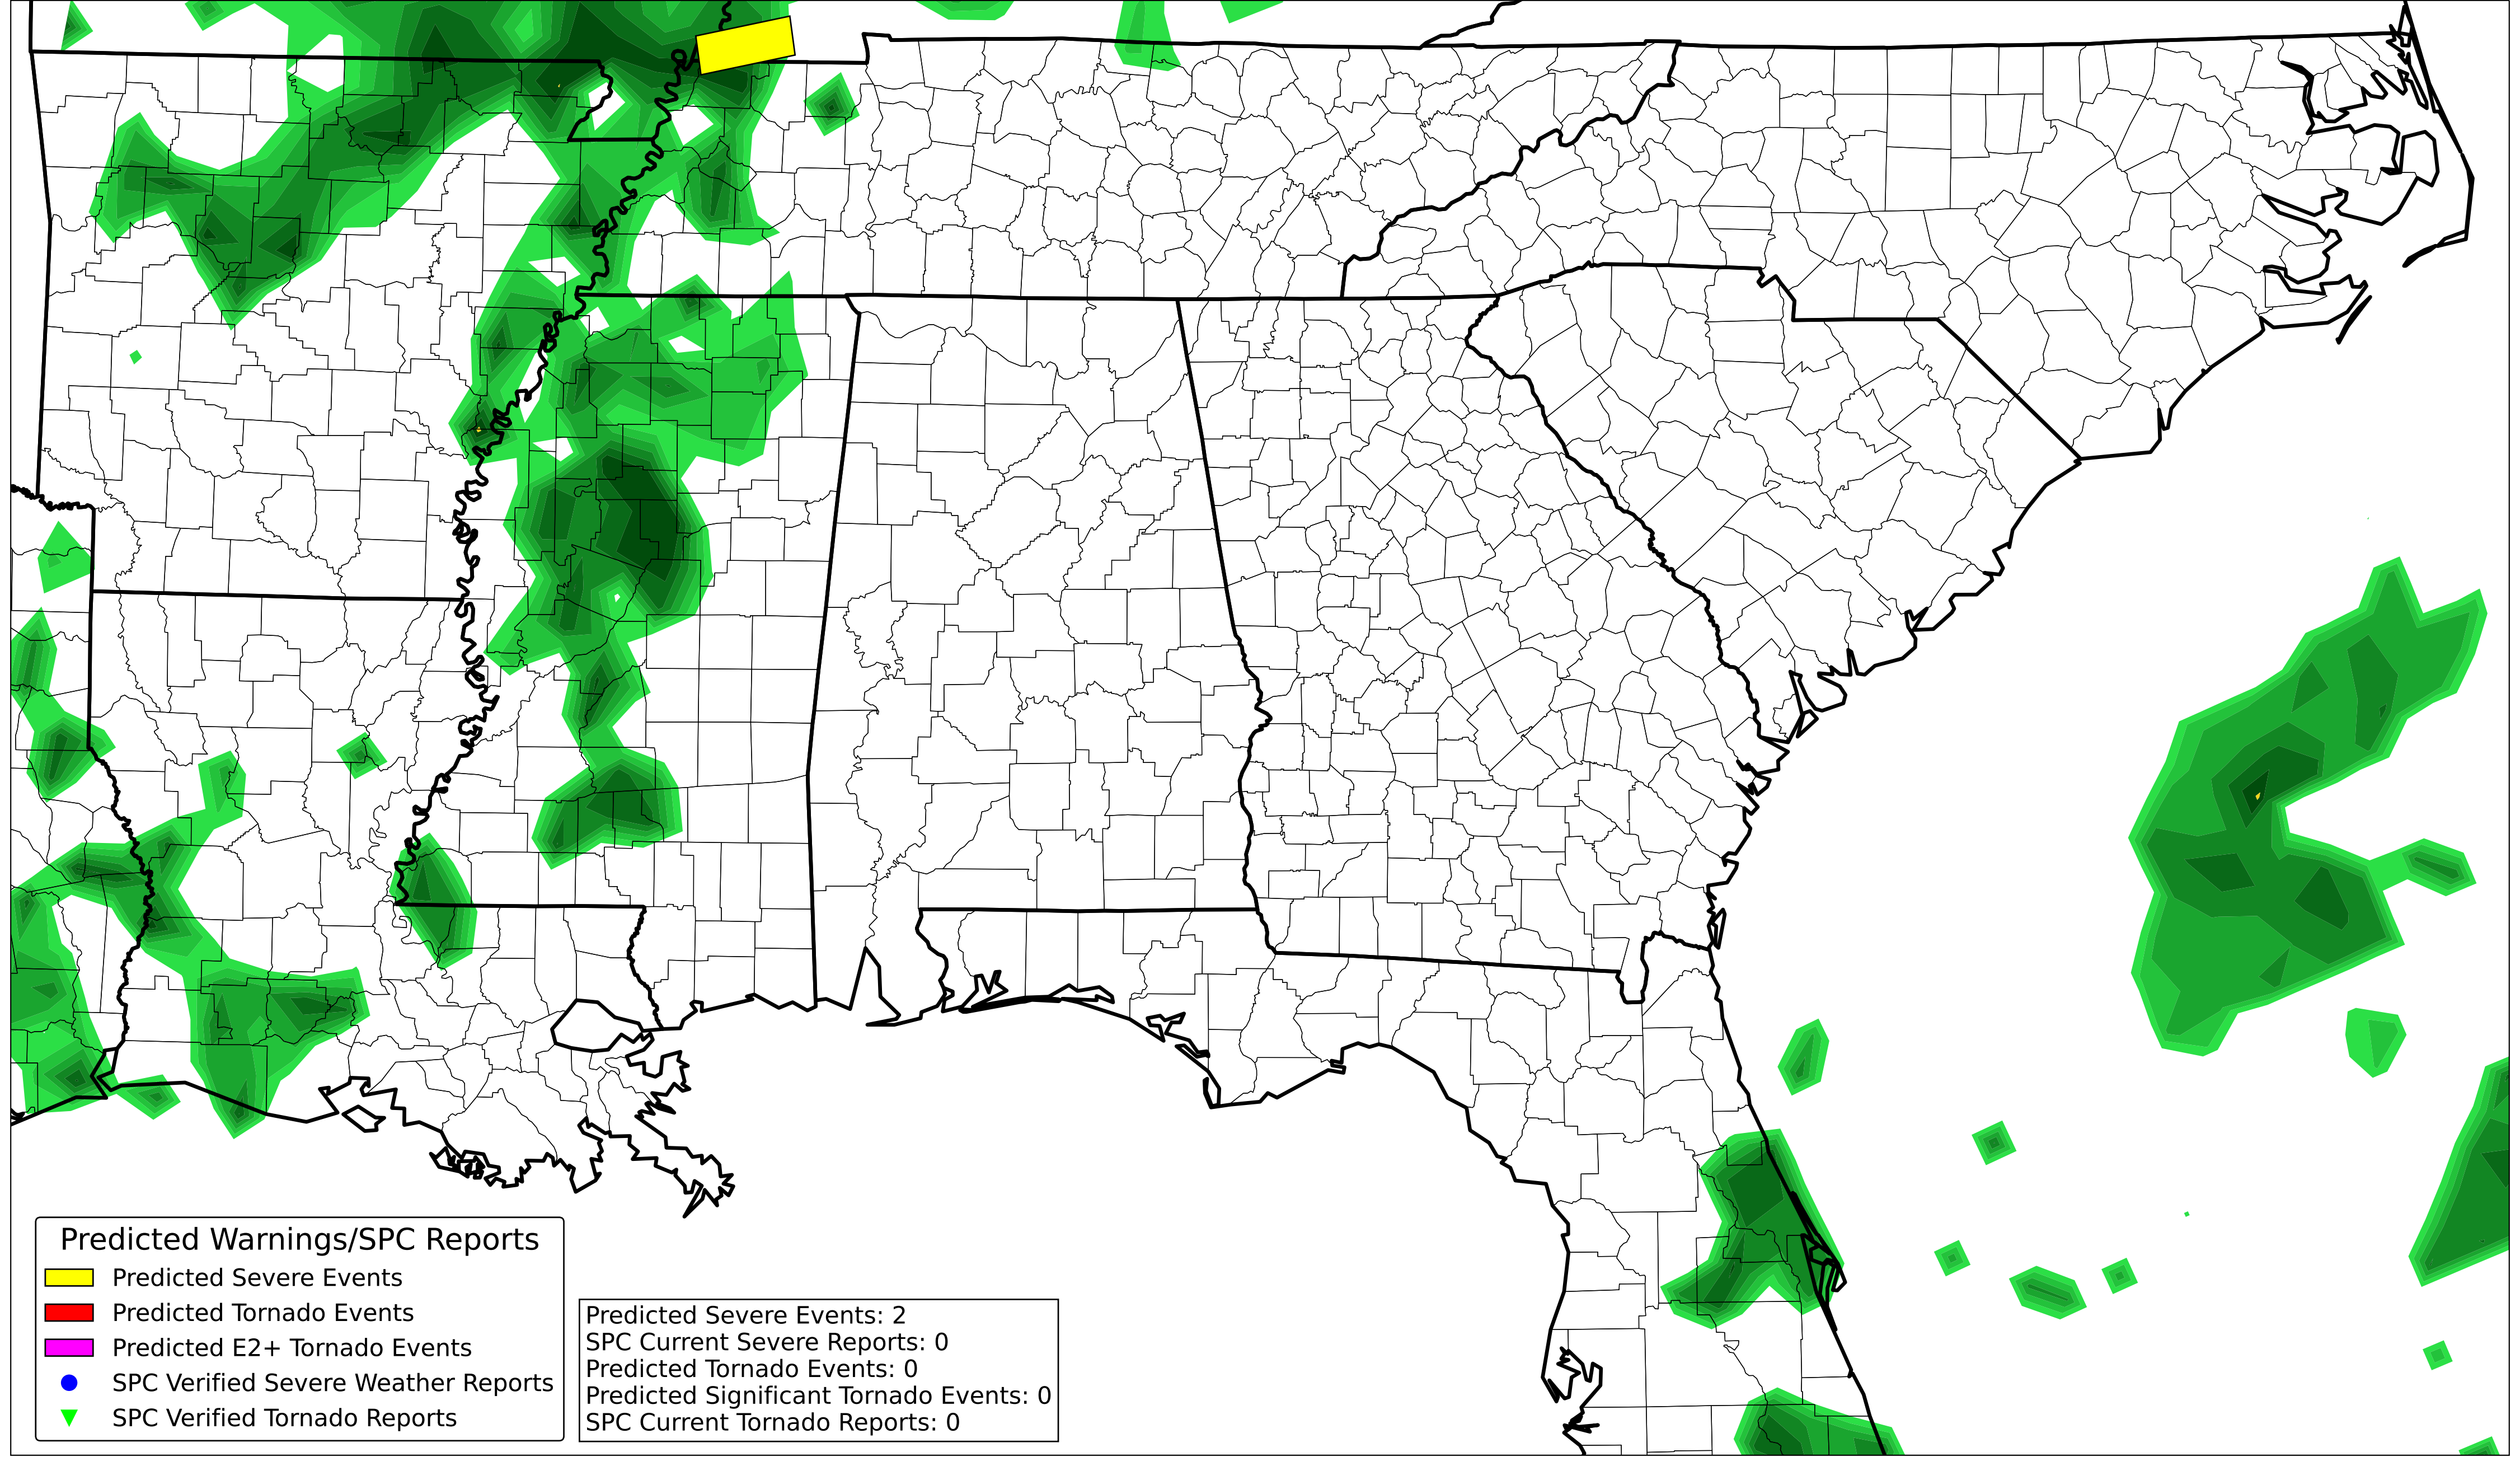 Predicted Warnings/SPC Reports
Predicted Severe Events
Predicted Tornado Events
Predicted E2+ Tornado Events
SPC Verified Severe Weather Reports
SPC Verified Tornado Reports
Predicted Severe Events: 2
SPC Current Severe Reports: 0
Predicted Tornado Events: 0
Predicted Significant Tornado Events: 0
SPC Current Tornado Reports: 0